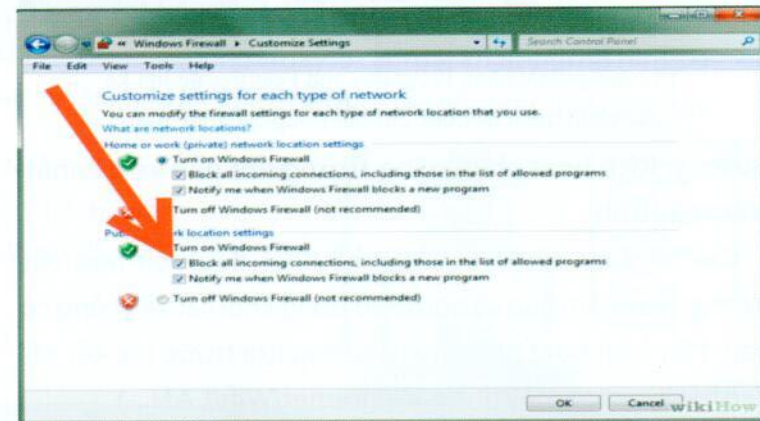 Windows Firewall ▸ Customize Settings
Search Control Panel
File Edit View Tools Help
Customize settings for each type of network
You can modify the firewall settings for each type of network location that you use.
What are network locations?
Home or work (private) network location settings
Turn on Windows Firewall
Block all incoming connections, including those in the list of allowed programs
Notify me when Windows Firewall blocks a new program
Turn off Windows Firewall (not recommended)
Pub rk location settings
Turn on Windows Firewall
Block all incoming connections, including those in the list of allowed programs
Notify me when Windows Firewall blocks a new program
Turn off Windows Firewall (not recommended)
OK Cancel
wikiHow